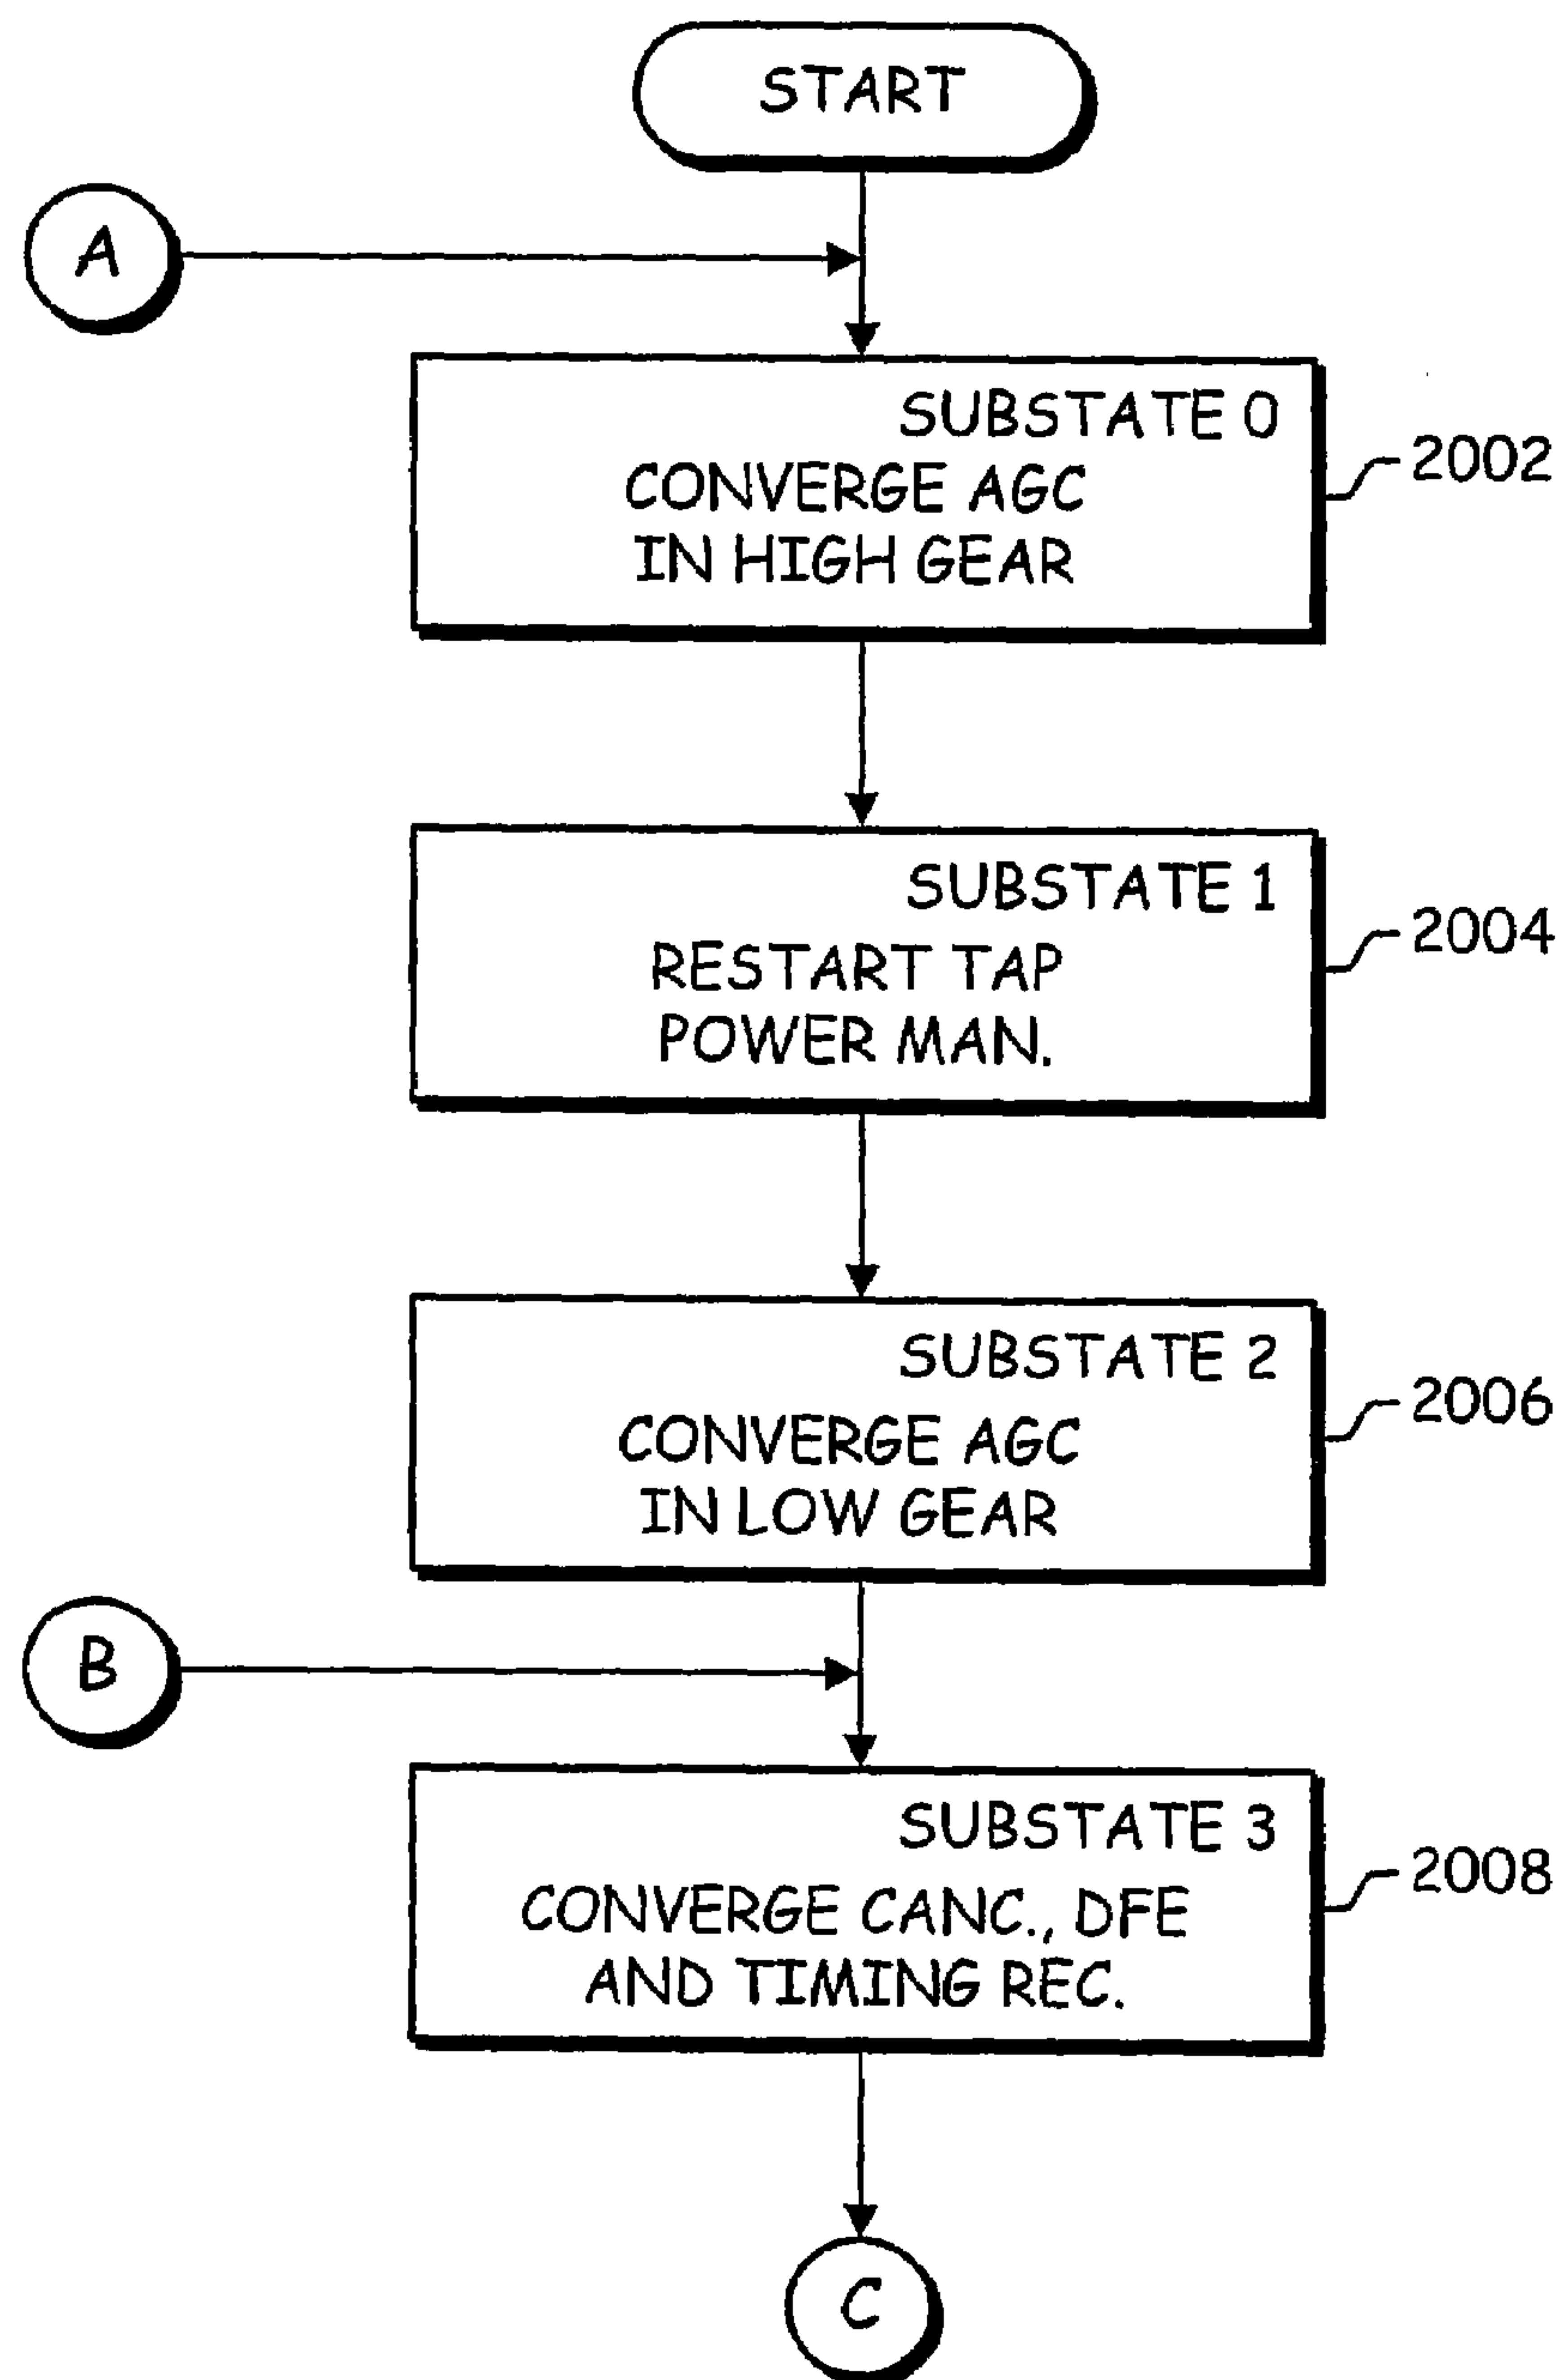 START
A
SUBSTATE 0
CONVERGE AGC
IN HIGH GEAR
2002
SUBSTATE 1
RESTART TAP
POWER MAN.
2004
SUBSTATE 2
CONVERGE AGC
IN LOW GEAR
2006
B
SUBSTATE 3
CONVERGE CANC., DFE
AND TIMING REC.
2008
C